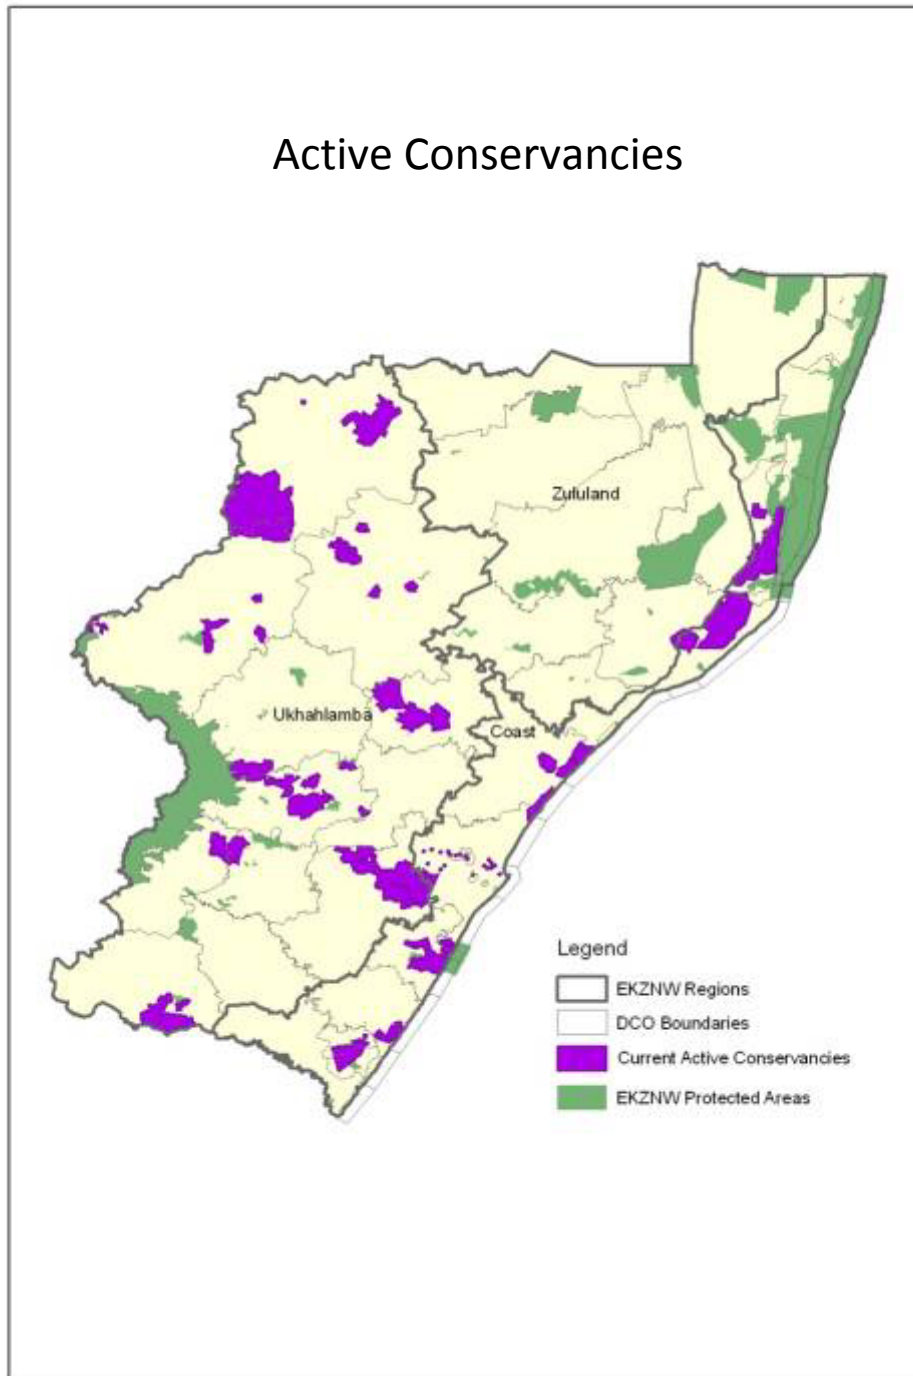 Active Conservancies
Zululand
Ukhahlamba
Coast
Legend
EKZNW Regions
DCO Boundaries
Current Active Conservancies
EKZNW Protected Areas